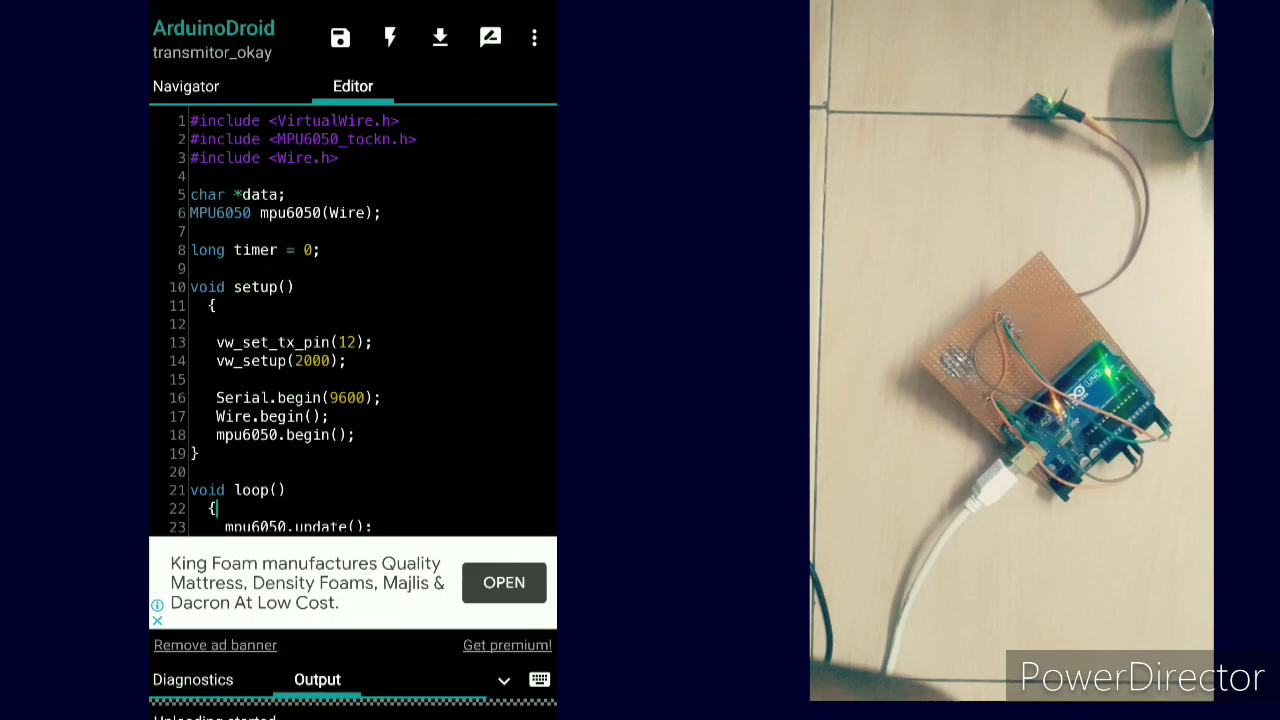 ArduinoDroid
transmitor_okay
Navigator
Editor
1 #include <VirtualWire.h>
2 #include <MPU6050_tockn.h>
3 #include <Wire.h>
4
5 char *data;
6 MPU6050 mpu6050(Wire);
7
8 long timer = 0;
9
10 void setup()
11 {
12
13 vw_set_tx_pin(12);
14 vw_setup(2000);
15
16 Serial.begin(9600);
17 Wire.begin();
18 mpu6050.begin();
19 }
20
21 void loop()
22 {
23 mpu6050.update();
King Foam manufactures Quality
Mattress, Density Foams, Majlis &
Dacron At Low Cost.
OPEN
Remove ad banner
Get premium!
Diagnostics
Output
Uploading started
UNO
PowerDirector